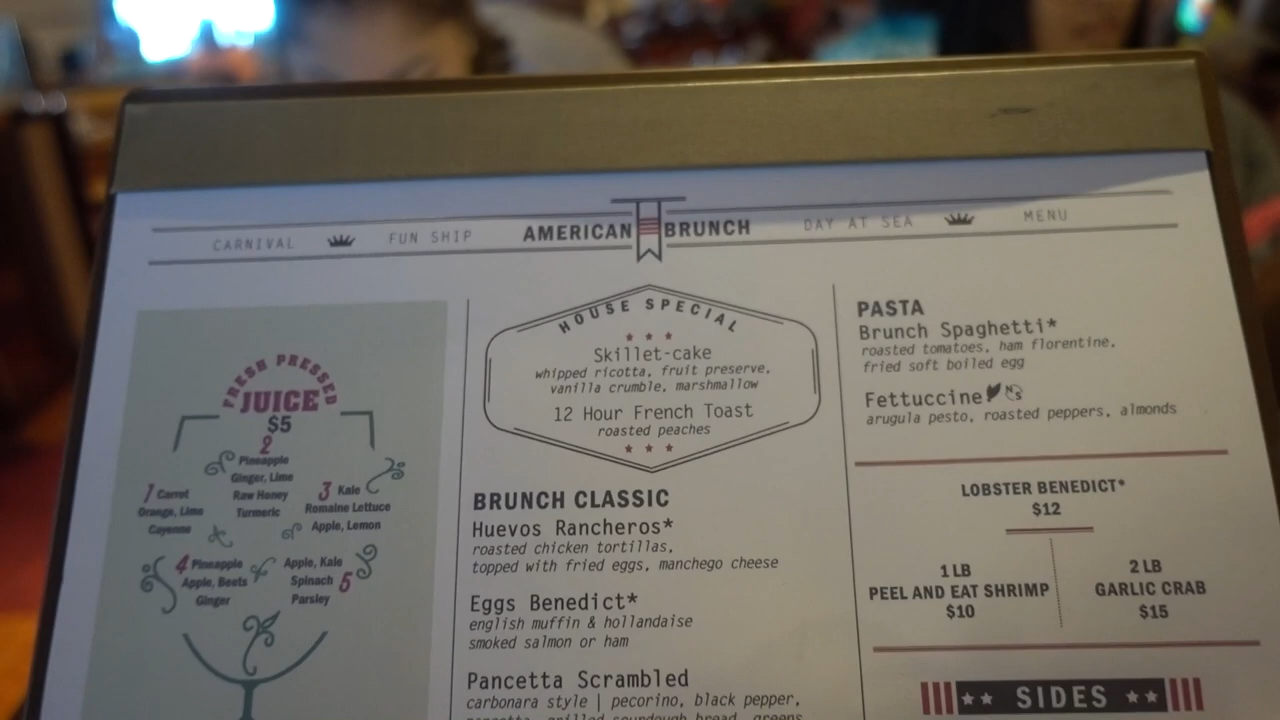 CARNIVAL FUN SHIP AMERICAN BRUNCH DAY AT SEA MENU
FRESH PRESSED
JUICE
$5
2
Pineapple
Ginger, Lime
Raw Honey
Turmeric
1 Carrot
Orange, Lime
Cayenne
3 Kale
Romaine Lettuce
Apple, Lemon
4 Pineapple
Apple, Beets
Ginger
Apple, Kale
Spinach 5
Parsley
HOUSE SPECIAL
Skillet-cake
whipped ricotta, fruit preserve,
vanilla crumble, marshmallow
12 Hour French Toast
roasted peaches
BRUNCH CLASSIC
Huevos Rancheros*
roasted chicken tortillas,
topped with fried eggs, manchego cheese
Eggs Benedict*
english muffin & hollandaise
smoked salmon or ham
Pancetta Scrambled
carbonara style | pecorino, black pepper,
pancetta, grilled sourdough bread, greens
PASTA
Brunch Spaghetti*
roasted tomatoes, ham florentine,
fried soft boiled egg
Fettuccine
arugula pesto, roasted peppers, almonds
LOBSTER BENEDICT*
$12
1 LB
PEEL AND EAT SHRIMP
$10
2 LB
GARLIC CRAB
$15
SIDES